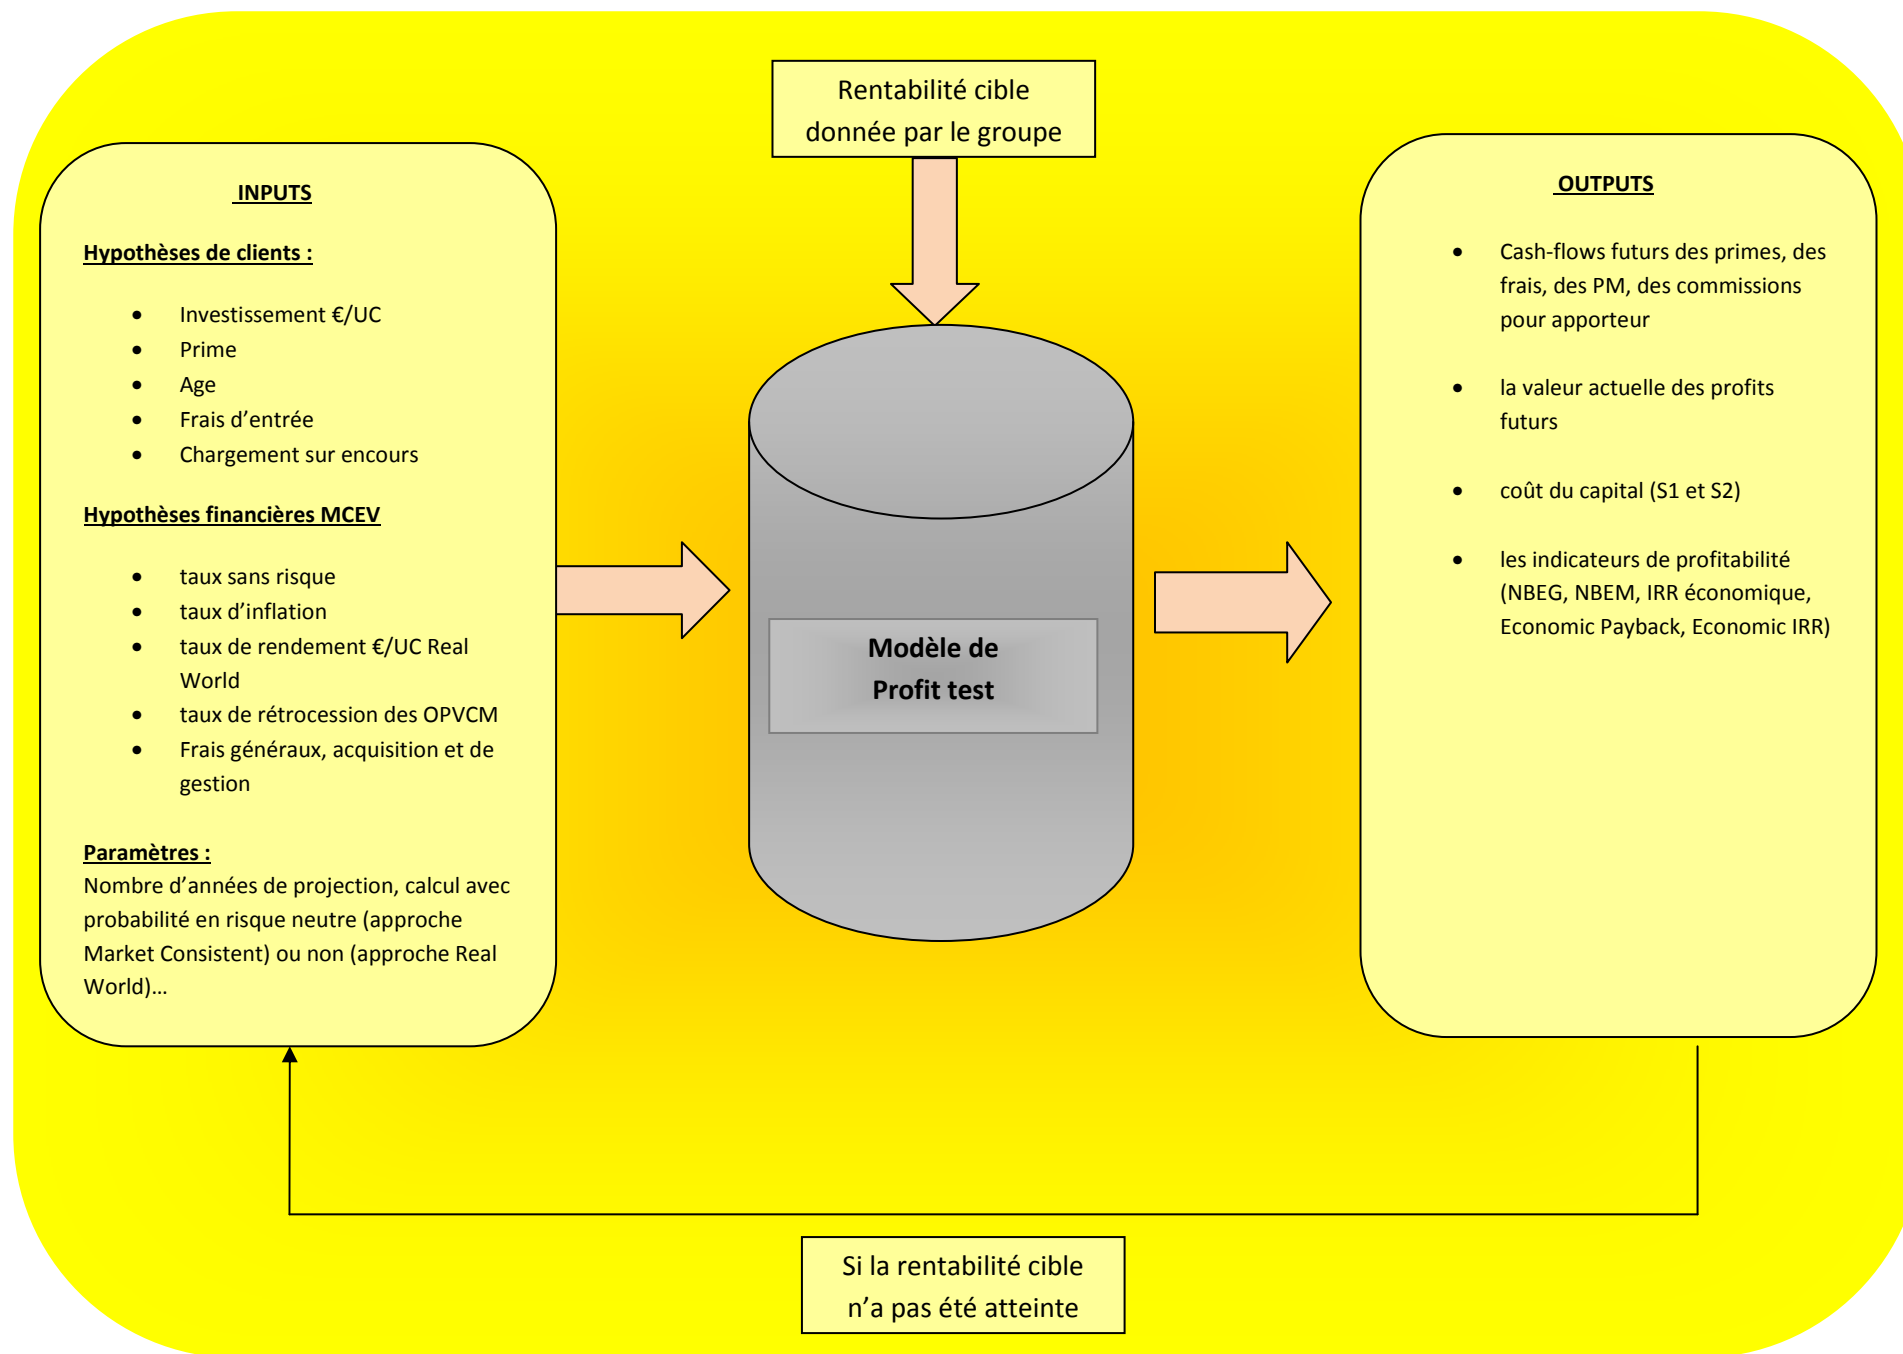 Rentabilité cible
donnée par le groupe
INPUTS
Hypothèses de clients :
• Investissement €/UC
• Prime
• Age
• Frais d’entrée
• Chargement sur encours
Hypothèses financières MCEV
• taux sans risque
• taux d’inflation
• taux de rendement €/UC Real
World
• taux de rétrocession des OPVCM
• Frais généraux, acquisition et de
gestion
Paramètres :
Nombre d’années de projection, calcul avec
probabilité en risque neutre (approche
Market Consistent) ou non (approche Real
World)…
Modèle de
Profit test
OUTPUTS
• Cash-flows futurs des primes, des
frais, des PM, des commissions
pour apporteur
• la valeur actuelle des profits
futurs
• coût du capital (S1 et S2)
• les indicateurs de profitabilité
(NBEG, NBEM, IRR économique,
Economic Payback, Economic IRR)
Si la rentabilité cible
n’a pas été atteinte